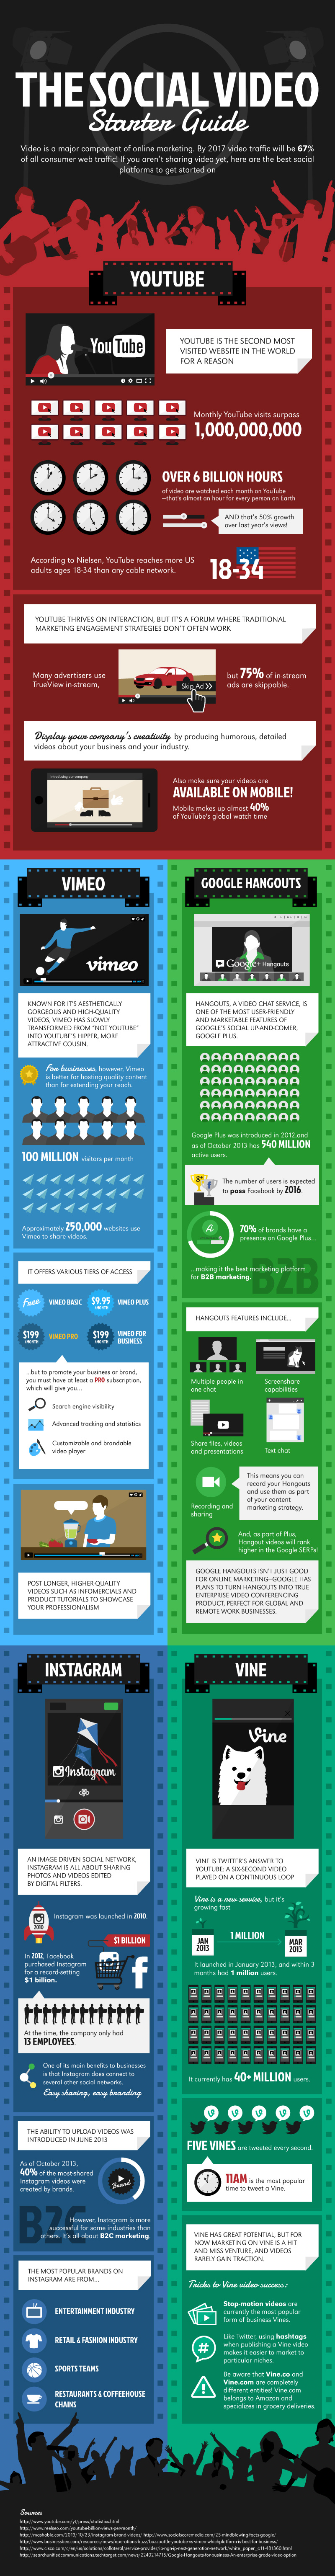 THE SOCIAL VIDEO
Starter Guide
Video is a major component of online marketing. By 2017 video traffic will be 67%
of all consumer web traffic! If you aren't sharing video yet, here are the best social
platforms to get started on
YOUTUBE
YouTube
YOUTUBE IS THE SECOND MOST
VISITED WEBSITE IN THE WORLD
FOR A REASON
Monthly YouTube visits surpass
1,000,000,000
OVER 6 BILLION HOURS
of video are watched each month on YouTube
—that's almost an hour for every person on Earth
AND that's 50% growth
over last year's views!
According to Nielsen, YouTube reaches more US
adults ages 18-34 than any cable network.
18-34
YOUTUBE THRIVES ON INTERACTION, BUT IT'S A FORUM WHERE TRADITIONAL
MARKETING ENGAGEMENT STRATEGIES DON'T OFTEN WORK
Many advertisers use
TrueView in-stream,
Skip Ad
but 75% of in-stream
ads are skippable.
Display your company's creativity by producing humorous, detailed
videos about your business and your industry.
Introducing our company
Also make sure your videos are
AVAILABLE ON MOBILE!
Mobile makes up almost 40%
of YouTube's global watch time
VIMEO
vimeo
KNOWN FOR IT'S AESTHETICALLY
GORGEOUS AND HIGH-QUALITY
VIDEOS, VIMEO HAS SLOWLY
TRANSFORMED FROM "NOT YOUTUBE"
INTO YOUTUBE'S HIPPER, MORE
ATTRACTIVE COUSIN.
For businesses, however, Vimeo
is better for hosting quality content
than for extending your reach.
100 MILLION visitors per month
Approximately 250,000 websites use
Vimeo to share videos.
IT OFFERS VARIOUS TIERS OF ACCESS
Free
VIMEO BASIC
$9.95
/MONTH
VIMEO PLUS
$199
/MONTH
VIMEO PRO
$199
/MONTH
VIMEO FOR
BUSINESS
...but to promote your business or brand,
you must have at least a PRO subscription,
which will give you...
Search engine visibility
Advanced tracking and statistics
Customizable and brandable
video player
POST LONGER, HIGHER-QUALITY
VIDEOS SUCH AS INFOMERCIALS AND
PRODUCT TUTORIALS TO SHOWCASE
YOUR PROFESSIONALISM
GOOGLE HANGOUTS
Google+ Hangouts
HANGOUTS, A VIDEO CHAT SERVICE, IS
ONE OF THE MOST USER-FRIENDLY
AND MARKETABLE FEATURES OF
GOOGLE'S SOCIAL UP-AND-COMER,
GOOGLE PLUS.
Google Plus was introduced in 2012,and
as of October 2013 has 540 MILLION
active users.
The number of users is expected
to pass Facebook by 2016.
70% of brands have a
presence on Google Plus...
...making it the best marketing platform
for B2B marketing.
B2B
HANGOUTS FEATURES INCLUDE...
Multiple people in
one chat
Screenshare
capabilities
Share files, videos
and presentations
Text chat
Recording and
sharing
This means you can
record your Hangouts
and use them as part
of your content
marketing strategy.
And, as part of Plus,
Hangout videos will rank
higher in the Google SERPs!
GOOGLE HANGOUTS ISN'T JUST GOOD
FOR ONLINE MARKETING--GOOGLE HAS
PLANS TO TURN HANGOUTS INTO TRUE
ENTERPRISE VIDEO CONFERENCING
PRODUCT, PERFECT FOR GLOBAL AND
REMOTE WORK BUSINESSES.
INSTAGRAM
Instagram
AN IMAGE-DRIVEN SOCIAL NETWORK,
INSTAGRAM IS ALL ABOUT SHARING
PHOTOS AND VIDEOS EDITED
BY DIGITAL FILTERS.
2010
Instagram was launched in 2010.
$1 BILLION
In 2012, Facebook
purchased Instagram
for a record-setting
$1 billion.
At the time, the company only had
13 EMPLOYEES.
One of its main benefits to businesses
is that Instagram does connect to
several other social networks.
Easy sharing, easy branding
THE ABILITY TO UPLOAD VIDEOS WAS
INTRODUCED IN JUNE 2013
As of October 2013,
40% of the most-shared
Instagram videos were
created by brands.
B2C
However, Instagram is more
successful for some industries than
others. It's all about B2C marketing.
THE MOST POPULAR BRANDS ON
INSTAGRAM ARE FROM...
ENTERTAINMENT INDUSTRY
RETAIL & FASHION INDUSTRY
SPORTS TEAMS
RESTAURANTS & COFFEEHOUSE
CHAINS
VINE
Vine
VINE IS TWITTER'S ANSWER TO
YOUTUBE: A SIX-SECOND VIDEO
PLAYED ON A CONTINUOUS LOOP
Vine is a new service, but it's
growing fast
JAN
2013
1 MILLION
MAR
2013
It launched in January 2013, and within 3
months had 1 million users.
It currently has 40+ MILLION users.
FIVE VINES are tweeted every second.
11AM is the most popular
time to tweet a Vine.
VINE HAS GREAT POTENTIAL, BUT FOR
NOW MARKETING ON VINE IS A HIT
AND MISS VENTURE, AND VIDEOS
RARELY GAIN TRACTION.
Tricks to Vine video success:
Stop-motion videos are
currently the most popular
form of business Vines.
Like Twitter, using hashtags
when publishing a Vine video
makes it easier to market to
particular niches.
Be aware that Vine.co and
Vine.com are completely
different entities! Vine.com
belongs to Amazon and
specializes in grocery deliveries.
Sources